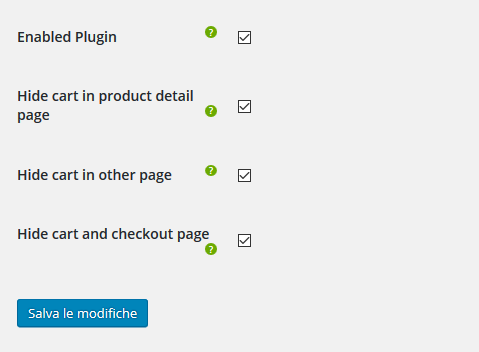 Enabled Plugin ?
Hide cart in product detail
page ?
Hide cart in other page ?
Hide cart and checkout page
?
Salva le modifiche